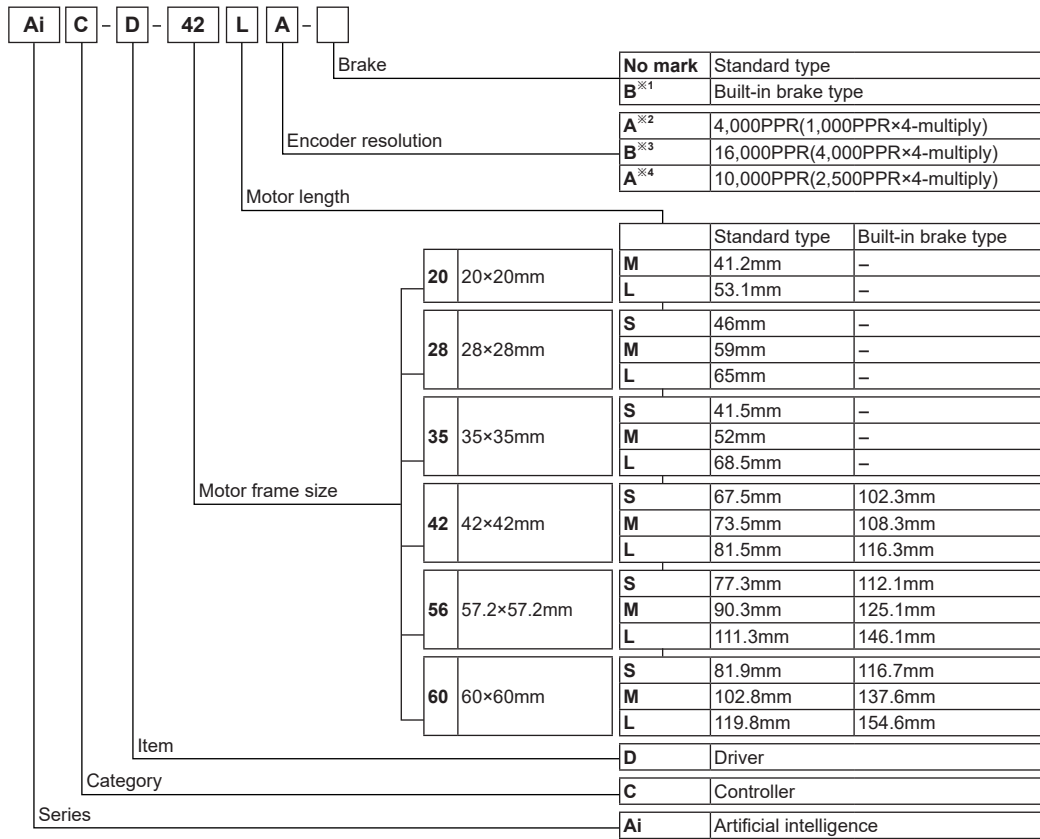 Ai C - D - 42 L A -
Brake
No mark Standard type
B※1 Built-in brake type
Encoder resolution
A※2 4,000PPR(1,000PPR×4-multiply)
B※3 16,000PPR(4,000PPR×4-multiply)
A※4 10,000PPR(2,500PPR×4-multiply)
Motor length
Standard type Built-in brake type
20 20×20mm
M 41.2mm –
L 53.1mm –
28 28×28mm
S 46mm –
M 59mm –
L 65mm –
35 35×35mm
S 41.5mm –
M 52mm –
L 68.5mm –
Motor frame size
42 42×42mm
S 67.5mm 102.3mm
M 73.5mm 108.3mm
L 81.5mm 116.3mm
56 57.2×57.2mm
S 77.3mm 112.1mm
M 90.3mm 125.1mm
L 111.3mm 146.1mm
60 60×60mm
S 81.9mm 116.7mm
M 102.8mm 137.6mm
L 119.8mm 154.6mm
Item
D Driver
Category
C Controller
Series
Ai Artificial intelligence